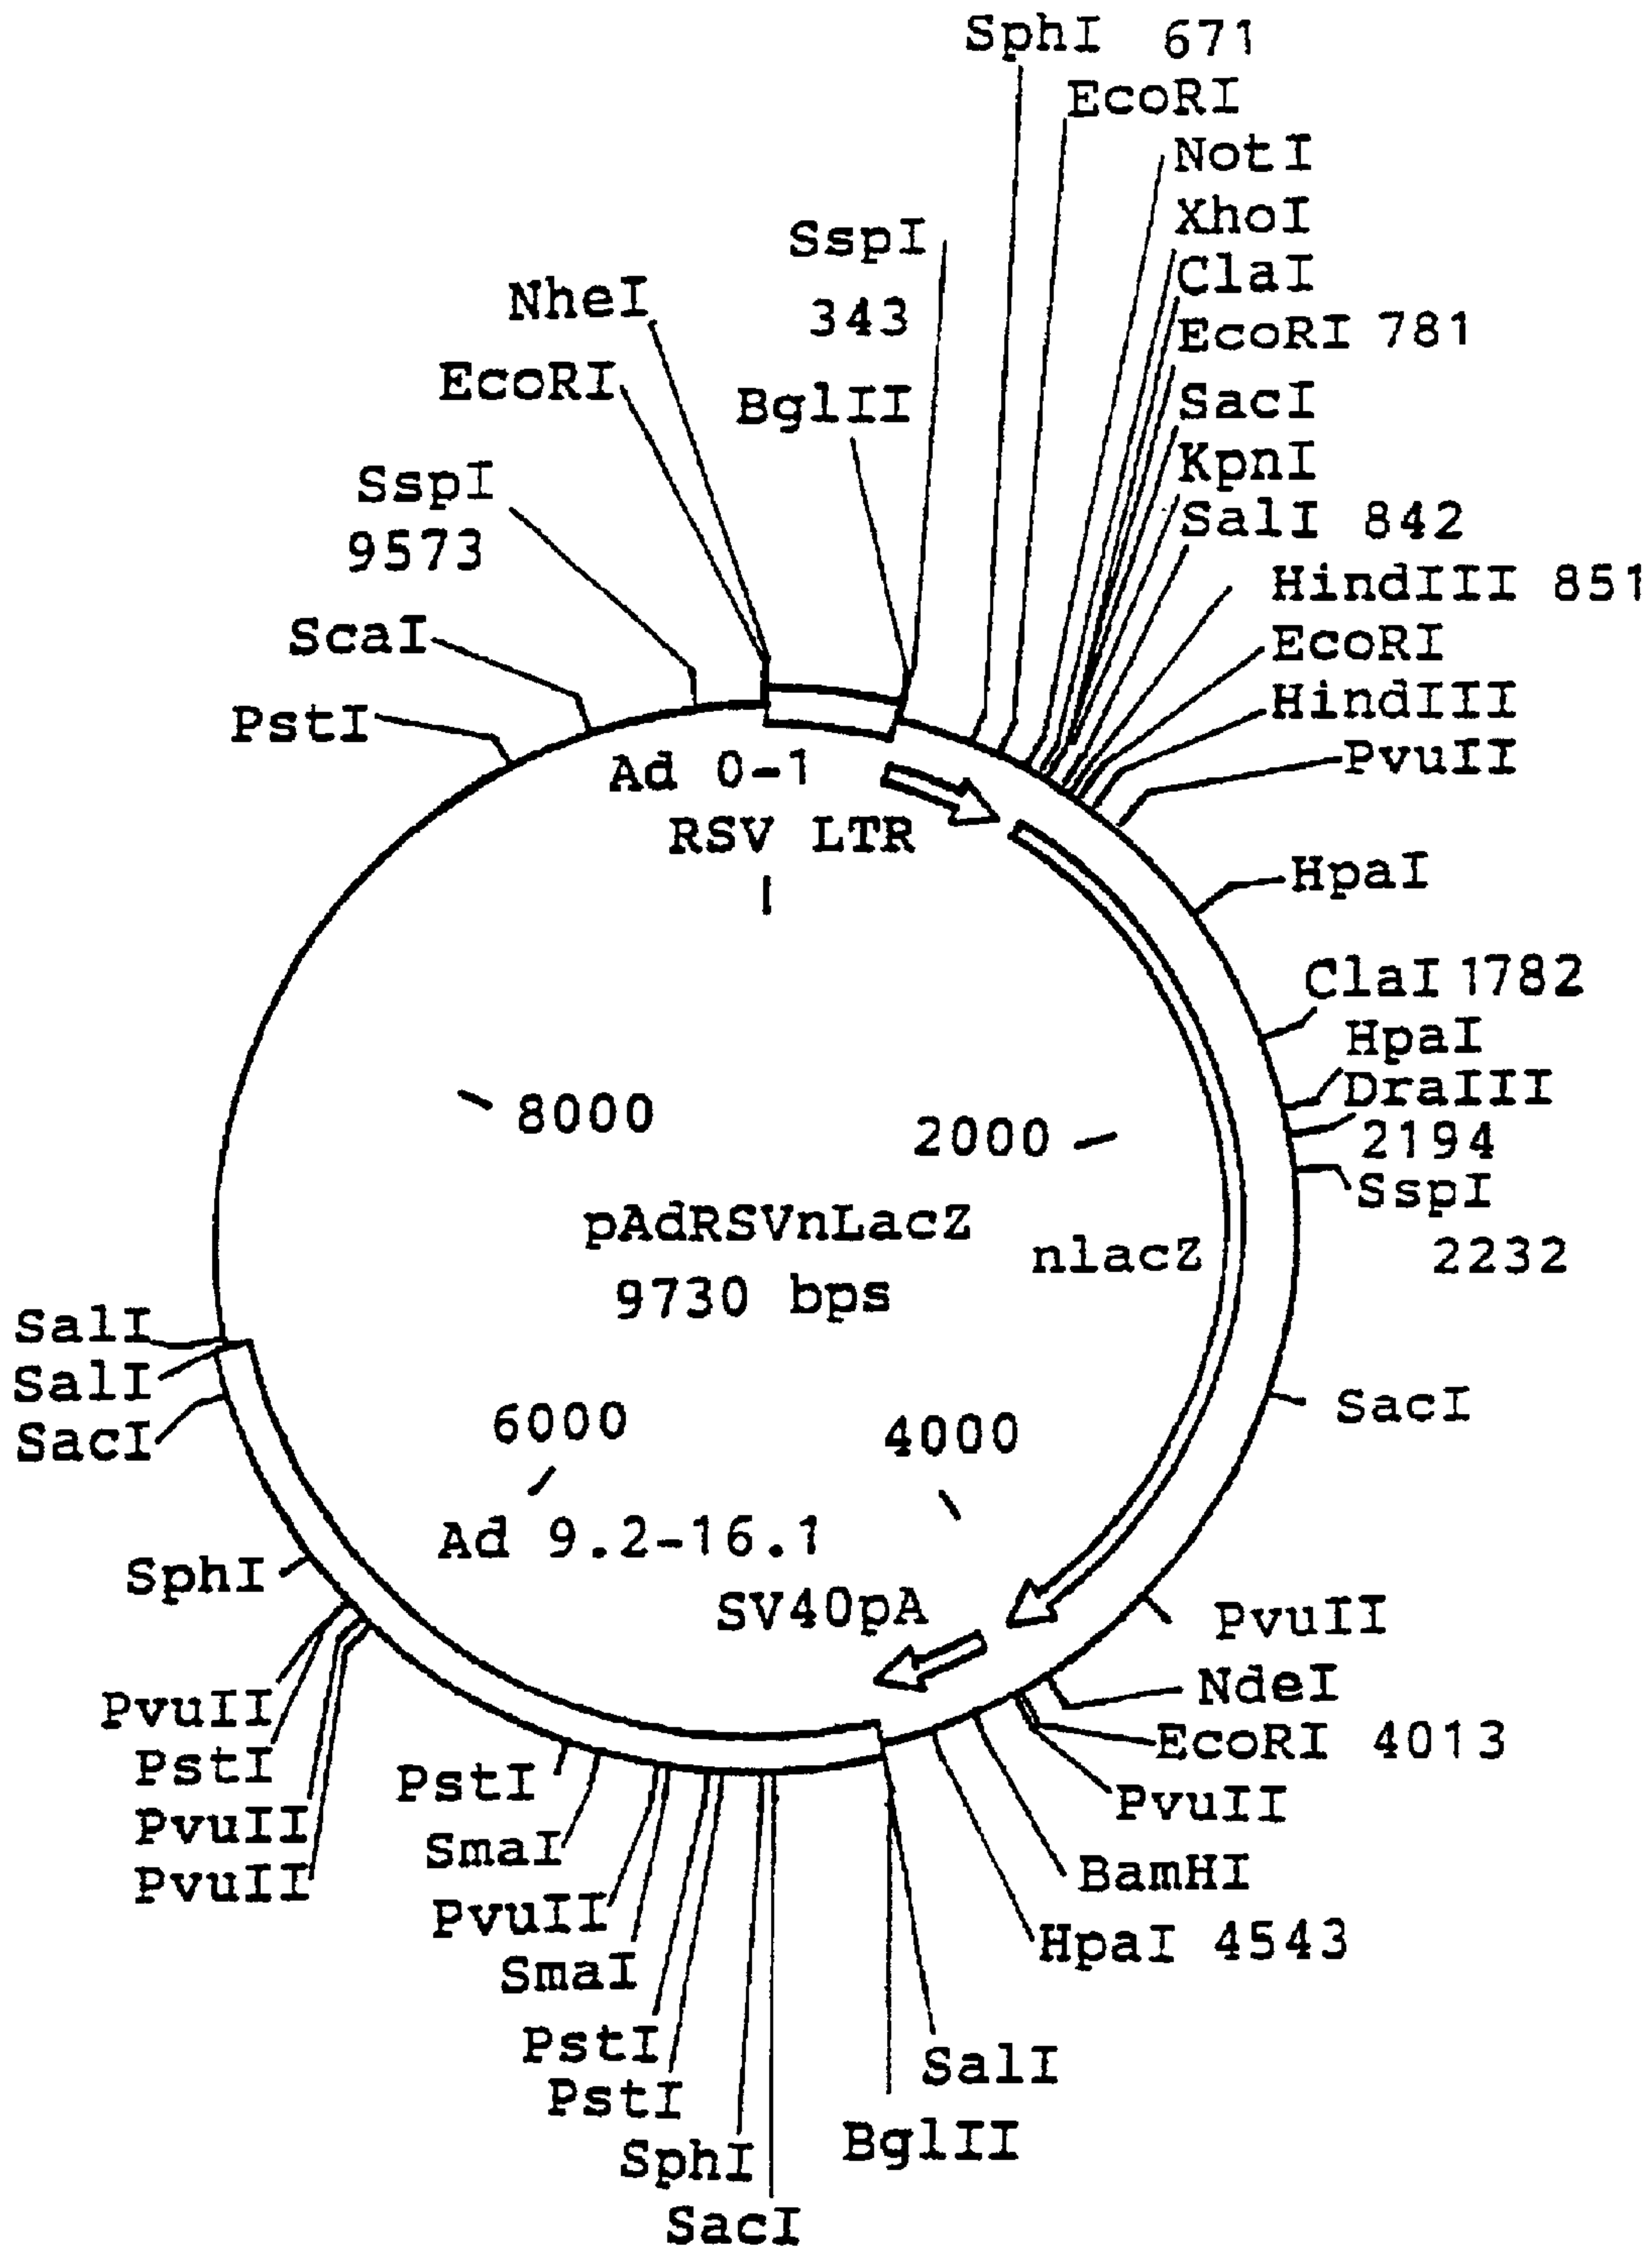 SphI 671
EcoRI
NotI
XhoI
SspI
ClaI
NheI
343
EcoRI 781
EcoRI
BglII
SacI
KpnI
SspI
SalI 842
9573
HindIII 851
ScaI
EcoRI
HindIII
PstI
PvuII
Ad 0-1
RSV LTR
HpaI
ClaI 1782
HpaI
DraIII
8000
2000
2194
SspI
pAdRSVnLacZ
nlacZ
2232
9730 bps
SalI
SalI
SacI
SacI
6000
4000
Ad 9.2-16.1
SphI
SV40pA
PvuII
NdeI
PvuII
EcoRI 4013
PstI
PstI
PvuII
PvuII
SmaI
BamHI
PvuII
PvuII
HpaI 4543
SmaI
PstI
SalI
PstI
BglII
SphI
SacI